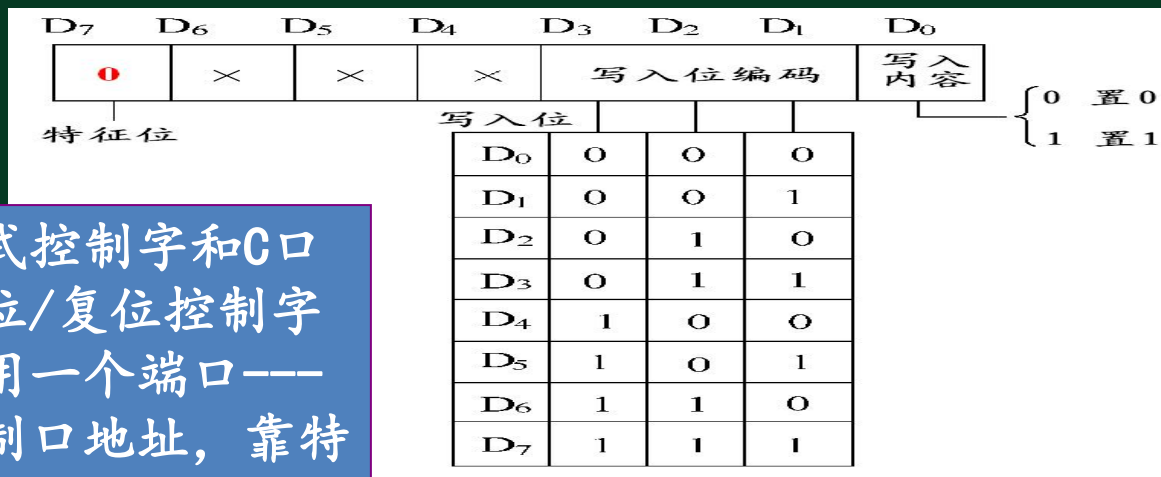 D7 D6 D5 D4 D3 D2 D1 D0
0 × × × 写入位编码 写入内容
特征位
写入位
0 置0
1 置1
D0 0 0 0
D1 0 0 1
D2 0 1 0
D3 0 1 1
D4 1 0 0
D5 1 0 1
D6 1 1 0
D7 1 1 1
式控制字和C口
位/复位控制字
用一个端口---
制口地址，靠特